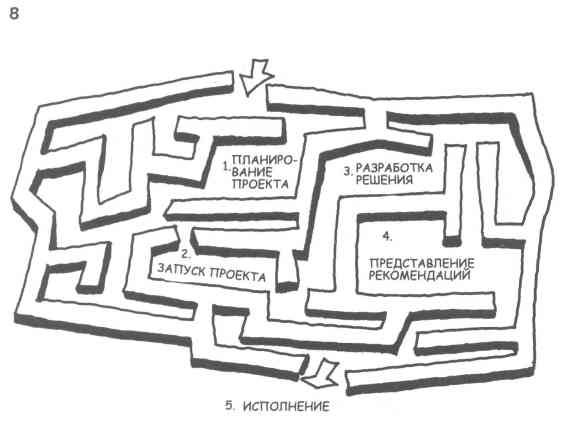 8
1. ПЛАНИРО-
ВАНИЕ
ПРОЕКТА
3. РАЗРАБОТКА
РЕШЕНИЯ
2.
ЗАПУСК ПРОЕКТА
4.
ПРЕДСТАВЛЕНИЕ
РЕКОМЕНДАЦИЙ
5. ИСПОЛНЕНИЕ